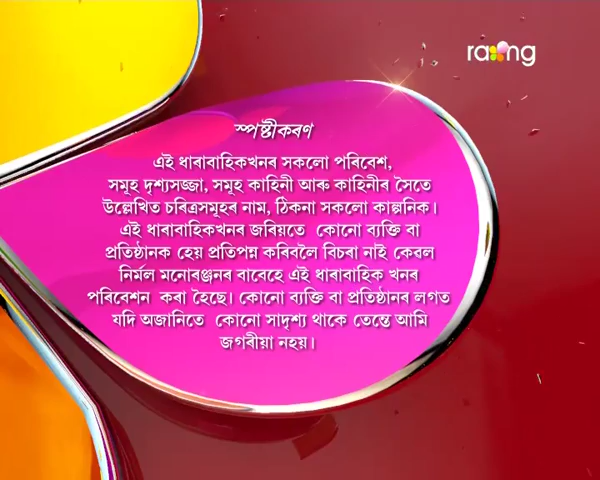 rang
স্পষ্টীকৰণ
এই ধাৰাবাহিকখনৰ সকলো পৰিবেশ,
সমূহ দৃশ্যসজ্জা, সমূহ কাহিনী আৰু কাহিনীৰ সৈতে
উল্লেখিত চৰিত্ৰসমূহৰ নাম, ঠিকনা সকলো কাল্পনিক।
এই ধাৰাবাহিকখনৰ জৰিয়তে কোনো ব্যক্তি বা
প্ৰতিষ্ঠানক হেয় প্ৰতিপন্ন কৰিবলৈ বিচৰা নাই কেৱল
নিৰ্মল মনোৰঞ্জনৰ বাবেহে এই ধাৰাবাহিক খনৰ
পৰিবেশন কৰা হৈছে। কোনো ব্যক্তি বা প্ৰতিষ্ঠানৰ লগত
যদি অজানিতে কোনো সাদৃশ্য থাকে তেন্তে আমি
জগৰীয়া নহয়।